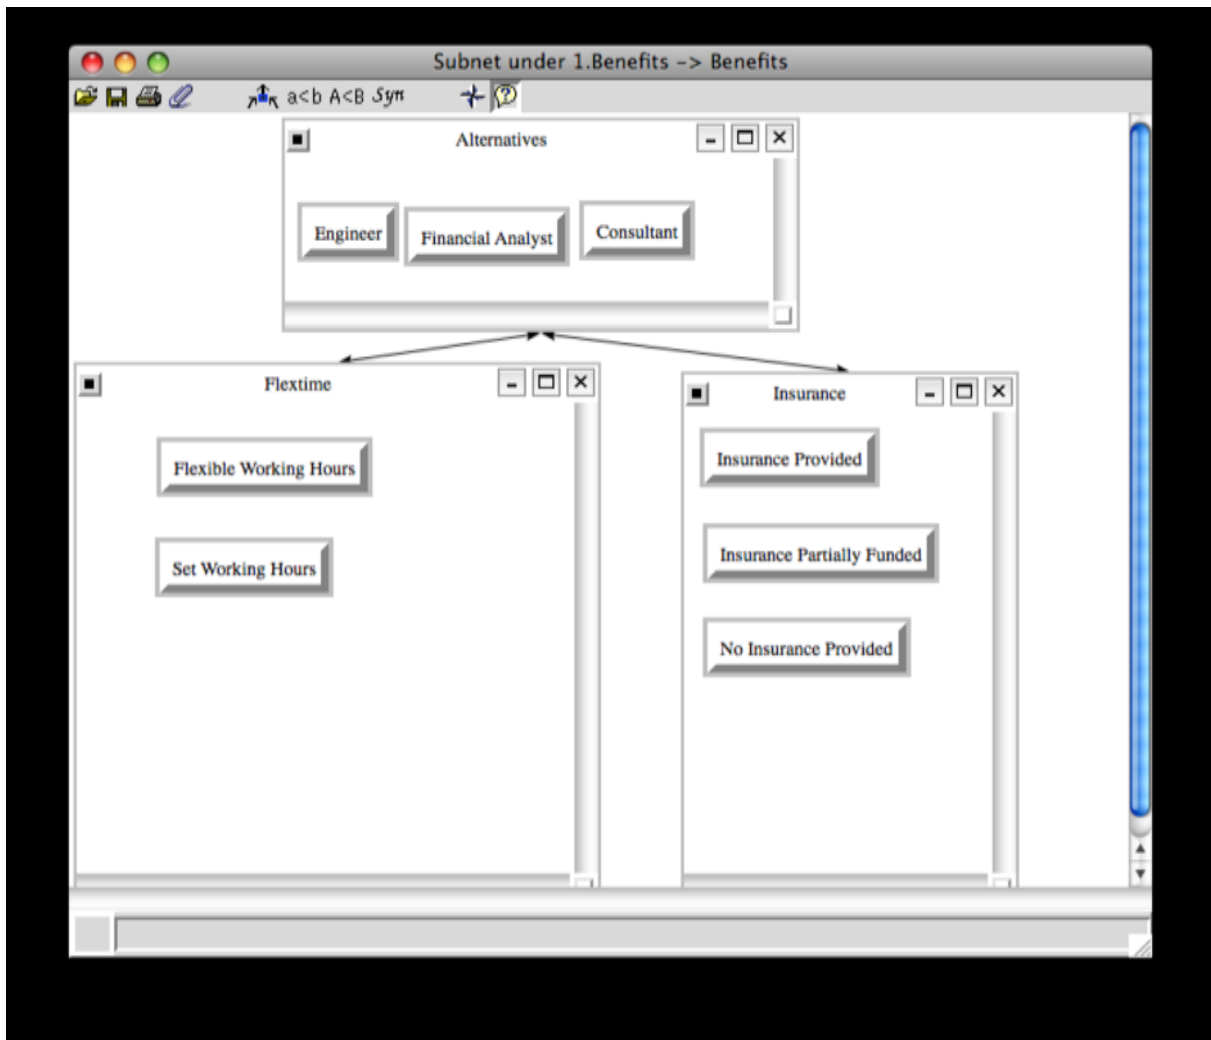 Subnet under 1.Benefits -> Benefits
a<b A<B Syn
Alternatives
Engineer
Financial Analyst
Consultant
Flextime
Flexible Working Hours
Set Working Hours
Insurance
Insurance Provided
Insurance Partially Funded
No Insurance Provided